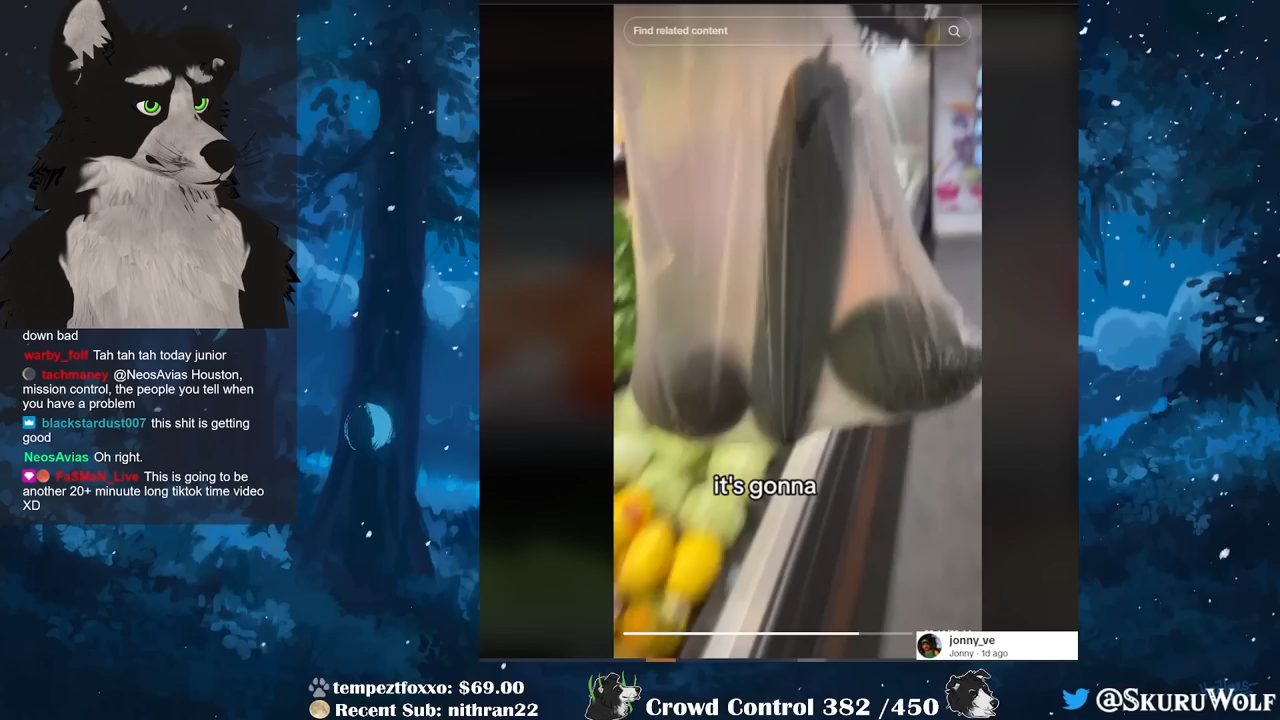 Find related content
down bad
warby_folf Tah tah tah today junior
tachmaney @NeosAvias Houston,
mission control, the people you tell when
you have a problem
blackstardust007 this shit is getting
good
NeosAvias Oh right.
FaSMaN_Live This is going to be
another 20+ minuute long tiktok time video
XD
it's gonna
jonny_ve
Jonny · 1d ago
tempeztfoxxo: $69.00
Recent Sub: nithran22
Crowd Control 382 /450
@SkuruWolf